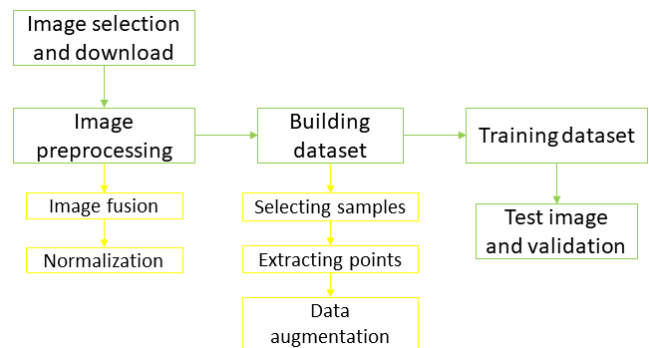 Image selection
and download
Image
preprocessing
Image fusion
Normalization
Building
dataset
Selecting samples
Extracting points
Data
augmentation
Training dataset
Test image
and validation